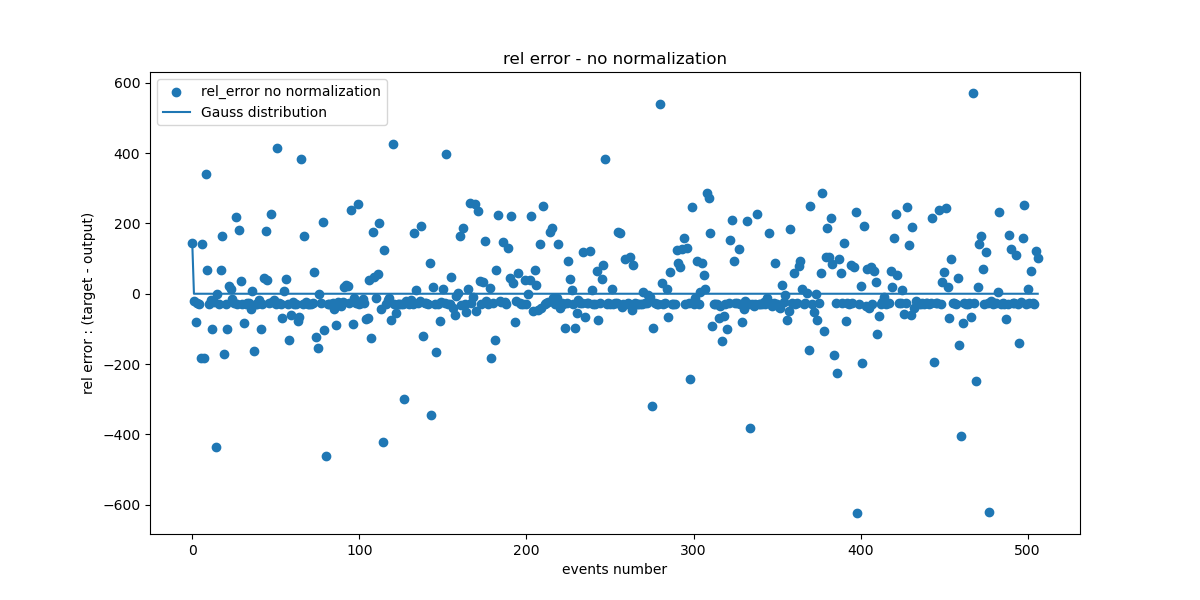 rel error - no normalization
rel_error no normalization
Gauss distribution
rel error : (target - output)
600
400
200
0
−200
−400
−600
0
100
200
300
400
500
events number